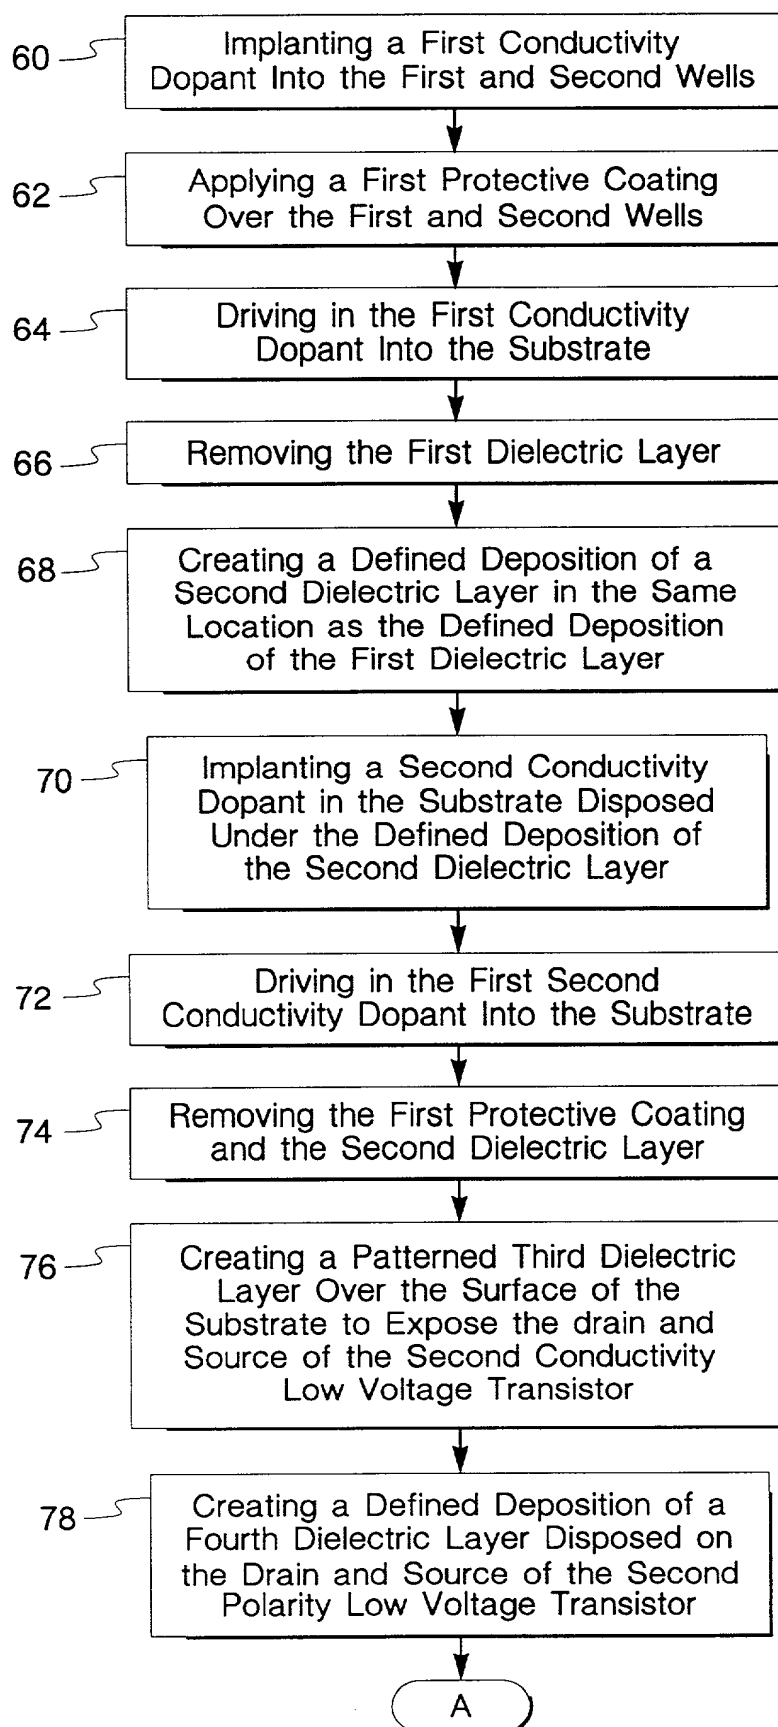 60
Implanting a First Conductivity
Dopant Into the First and Second Wells
62
Applying a First Protective Coating
Over the First and Second Wells
64
Driving in the First Conductivity
Dopant Into the Substrate
66
Removing the First Dielectric Layer
68
Creating a Defined Deposition of a
Second Dielectric Layer in the Same
Location as the Defined Deposition
of the First Dielectric Layer
70
Implanting a Second Conductivity
Dopant in the Substrate Disposed
Under the Defined Deposition of
the Second Dielectric Layer
72
Driving in the First Second
Conductivity Dopant Into the Substrate
74
Removing the First Protective Coating
and the Second Dielectric Layer
76
Creating a Patterned Third Dielectric
Layer Over the Surface of the
Substrate to Expose the drain and
Source of the Second Conductivity
Low Voltage Transistor
78
Creating a Defined Deposition of a
Fourth Dielectric Layer Disposed on
the Drain and Source of the Second
Polarity Low Voltage Transistor
A